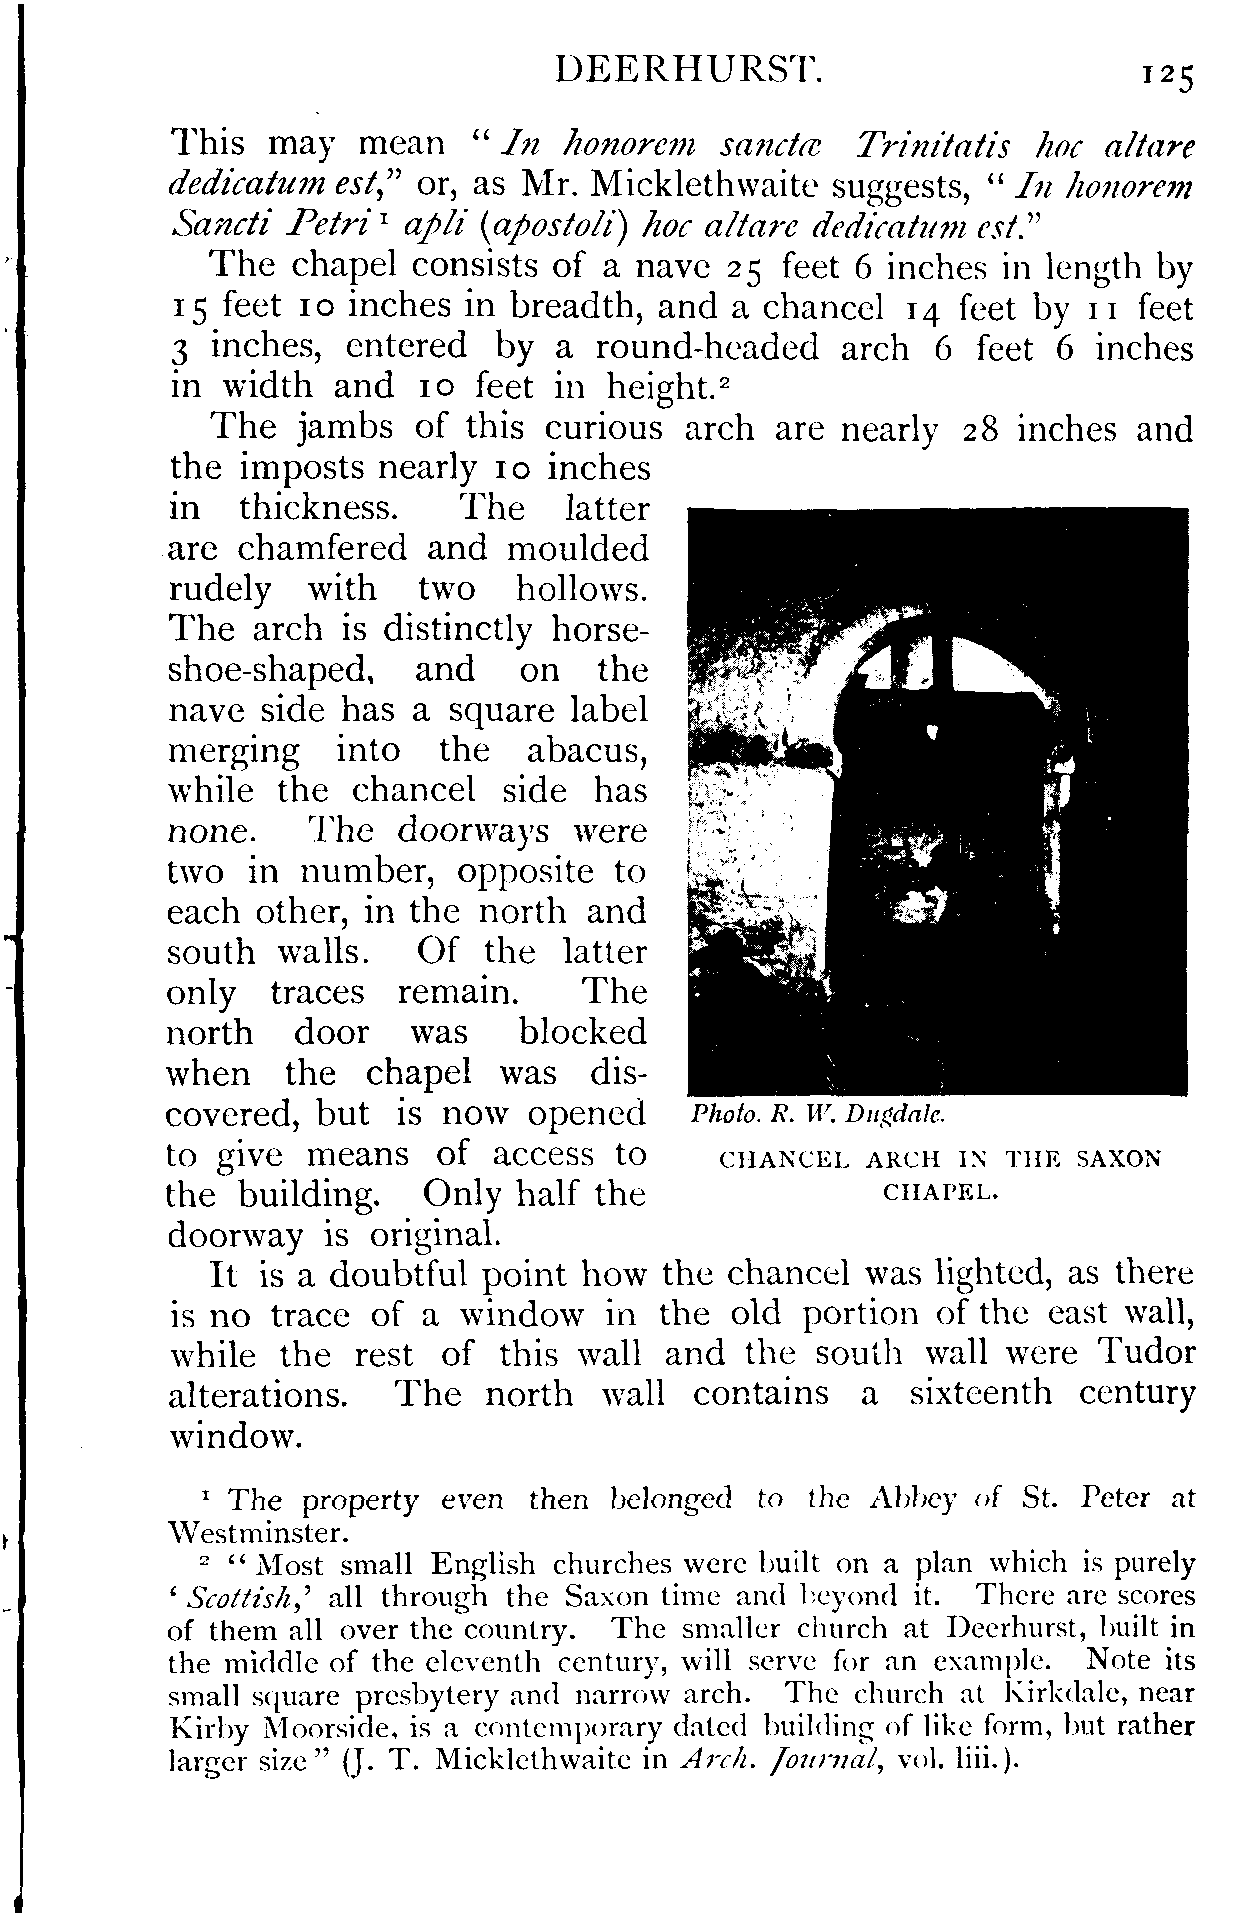 DEERHURST. 125
This may mean “ In honorem sanctæ Trinitatis hoc altare
dedicatum est,” or, as Mr. Micklethwaite suggests, “ In honorem
Sancti Petri ¹ apli (apostoli) hoc altare dedicatum est.”
The chapel consists of a nave 25 feet 6 inches in length by
15 feet 10 inches in breadth, and a chancel 14 feet by 11 feet
3 inches, entered by a round-headed arch 6 feet 6 inches
in width and 10 feet in height.²
The jambs of this curious arch are nearly 28 inches and
the imposts nearly 10 inches
in thickness. The latter
are chamfered and moulded
rudely with two hollows.
The arch is distinctly horse-
shoe-shaped, and on the
nave side has a square label
merging into the abacus,
while the chancel side has
none. The doorways were
two in number, opposite to
each other, in the north and
south walls. Of the latter
only traces remain. The
north door was blocked
when the chapel was dis-
covered, but is now opened
to give means of access to
the building. Only half the
doorway is original.
Photo. R. W. Dugdale.
CHANCEL ARCH IN THE SAXON
CHAPEL.
It is a doubtful point how the chancel was lighted, as there
is no trace of a window in the old portion of the east wall,
while the rest of this wall and the south wall were Tudor
alterations. The north wall contains a sixteenth century
window.
¹ The property even then belonged to the Abbey of St. Peter at
Westminster.
² “ Most small English churches were built on a plan which is purely
‘ Scottish,’ all through the Saxon time and beyond it. There are scores
of them all over the country. The smaller church at Deerhurst, built in
the middle of the eleventh century, will serve for an example. Note its
small square presbytery and narrow arch. The church at Kirkdale, near
Kirby Moorside, is a contemporary dated building of like form, but rather
larger size ” (J. T. Micklethwaite in Arch. Journal, vol. liii.).